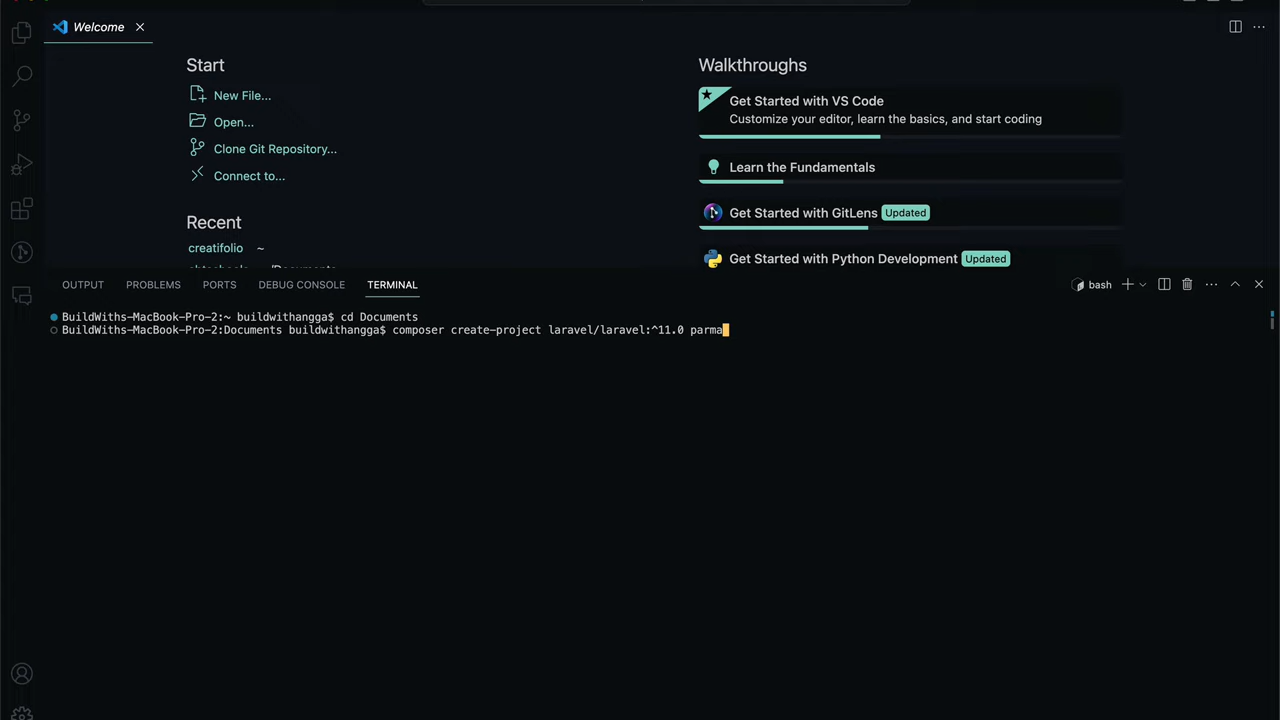 Welcome
Start
New File...
Open...
Clone Git Repository...
Connect to...
Recent
creatifolio ~
Walkthroughs
Get Started with VS Code
Customize your editor, learn the basics, and start coding
Learn the Fundamentals
Get Started with GitLens Updated
Get Started with Python Development Updated
OUTPUT PROBLEMS PORTS DEBUG CONSOLE TERMINAL
bash
BuildWiths-MacBook-Pro-2:~ buildwithangga$ cd Documents
BuildWiths-MacBook-Pro-2:Documents buildwithangga$ composer create-project laravel/laravel:^11.0 parma